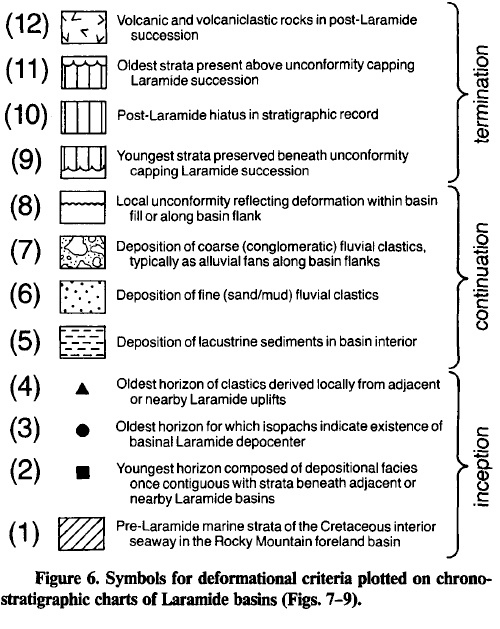 (12) Volcanic and volcaniclastic rocks in post-Laramide
succession
(11) Oldest strata present above unconformity capping
Laramide succession
(10) Post-Laramide hiatus in stratigraphic record
(9) Youngest strata preserved beneath unconformity
capping Laramide succession
termination
(8) Local unconformity reflecting deformation within basin
fill or along basin flank
(7) Deposition of coarse (conglomeratic) fluvial clastics,
typically as alluvial fans along basin flanks
(6) Deposition of fine (sand/mud) fluvial clastics
(5) Deposition of lacustrine sediments in basin interior
continuation
(4) Oldest horizon of clastics derived locally from adjacent
or nearby Laramide uplifts
(3) Oldest horizon for which isopachs indicate existence of
basinal Laramide depocenter
(2) Youngest horizon composed of depositional facies
once contiguous with strata beneath adjacent or
nearby Laramide basins
(1) Pre-Laramide marine strata of the Cretaceous interior
seaway in the Rocky Mountain foreland basin
inception
Figure 6. Symbols for deformational criteria plotted on chrono-
stratigraphic charts of Laramide basins (Figs. 7–9).